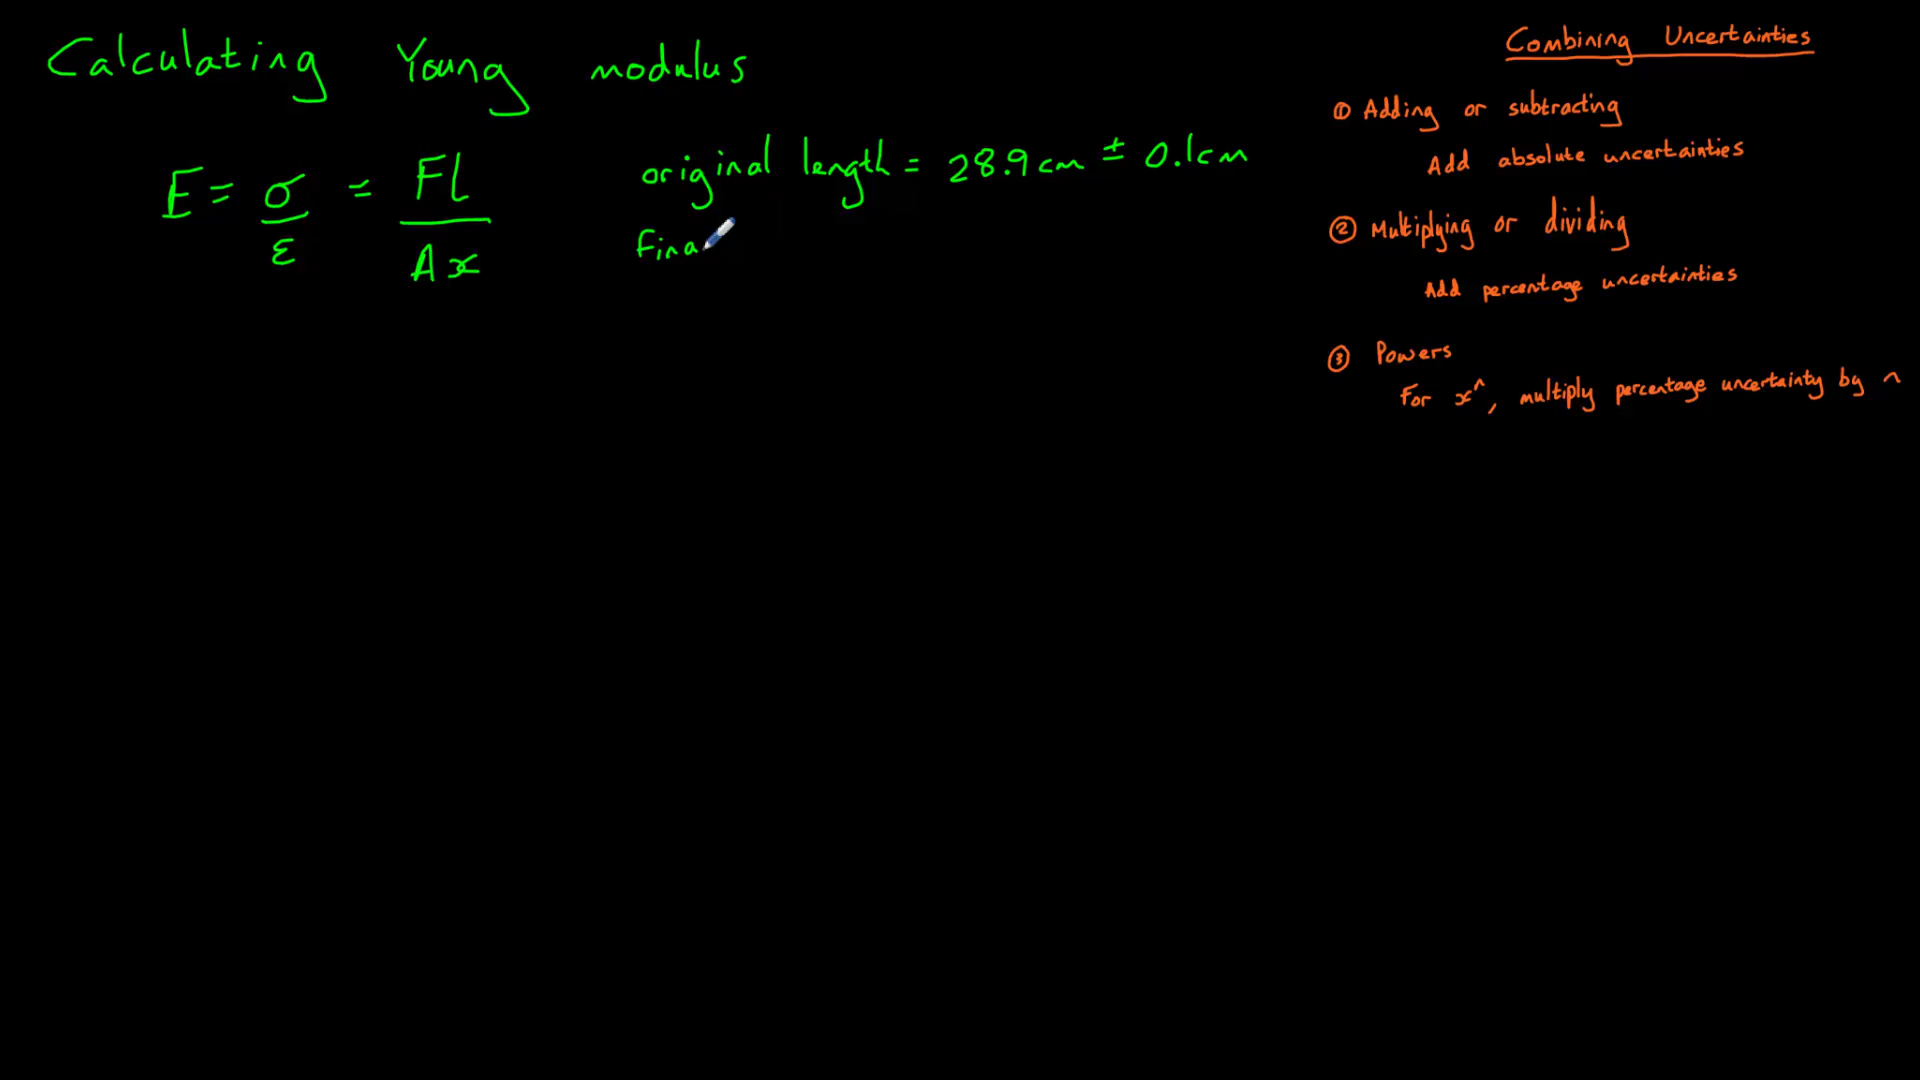 Calculating Young modulus
E = σ/ε = Fl/Ax
original length = 28.9cm ± 0.1cm
Fina
Combining Uncertainties
① Adding or subtracting
Add absolute uncertainties
② Multiplying or dividing
Add percentage uncertainties
③ Powers
For xⁿ, multiply percentage uncertainty by n